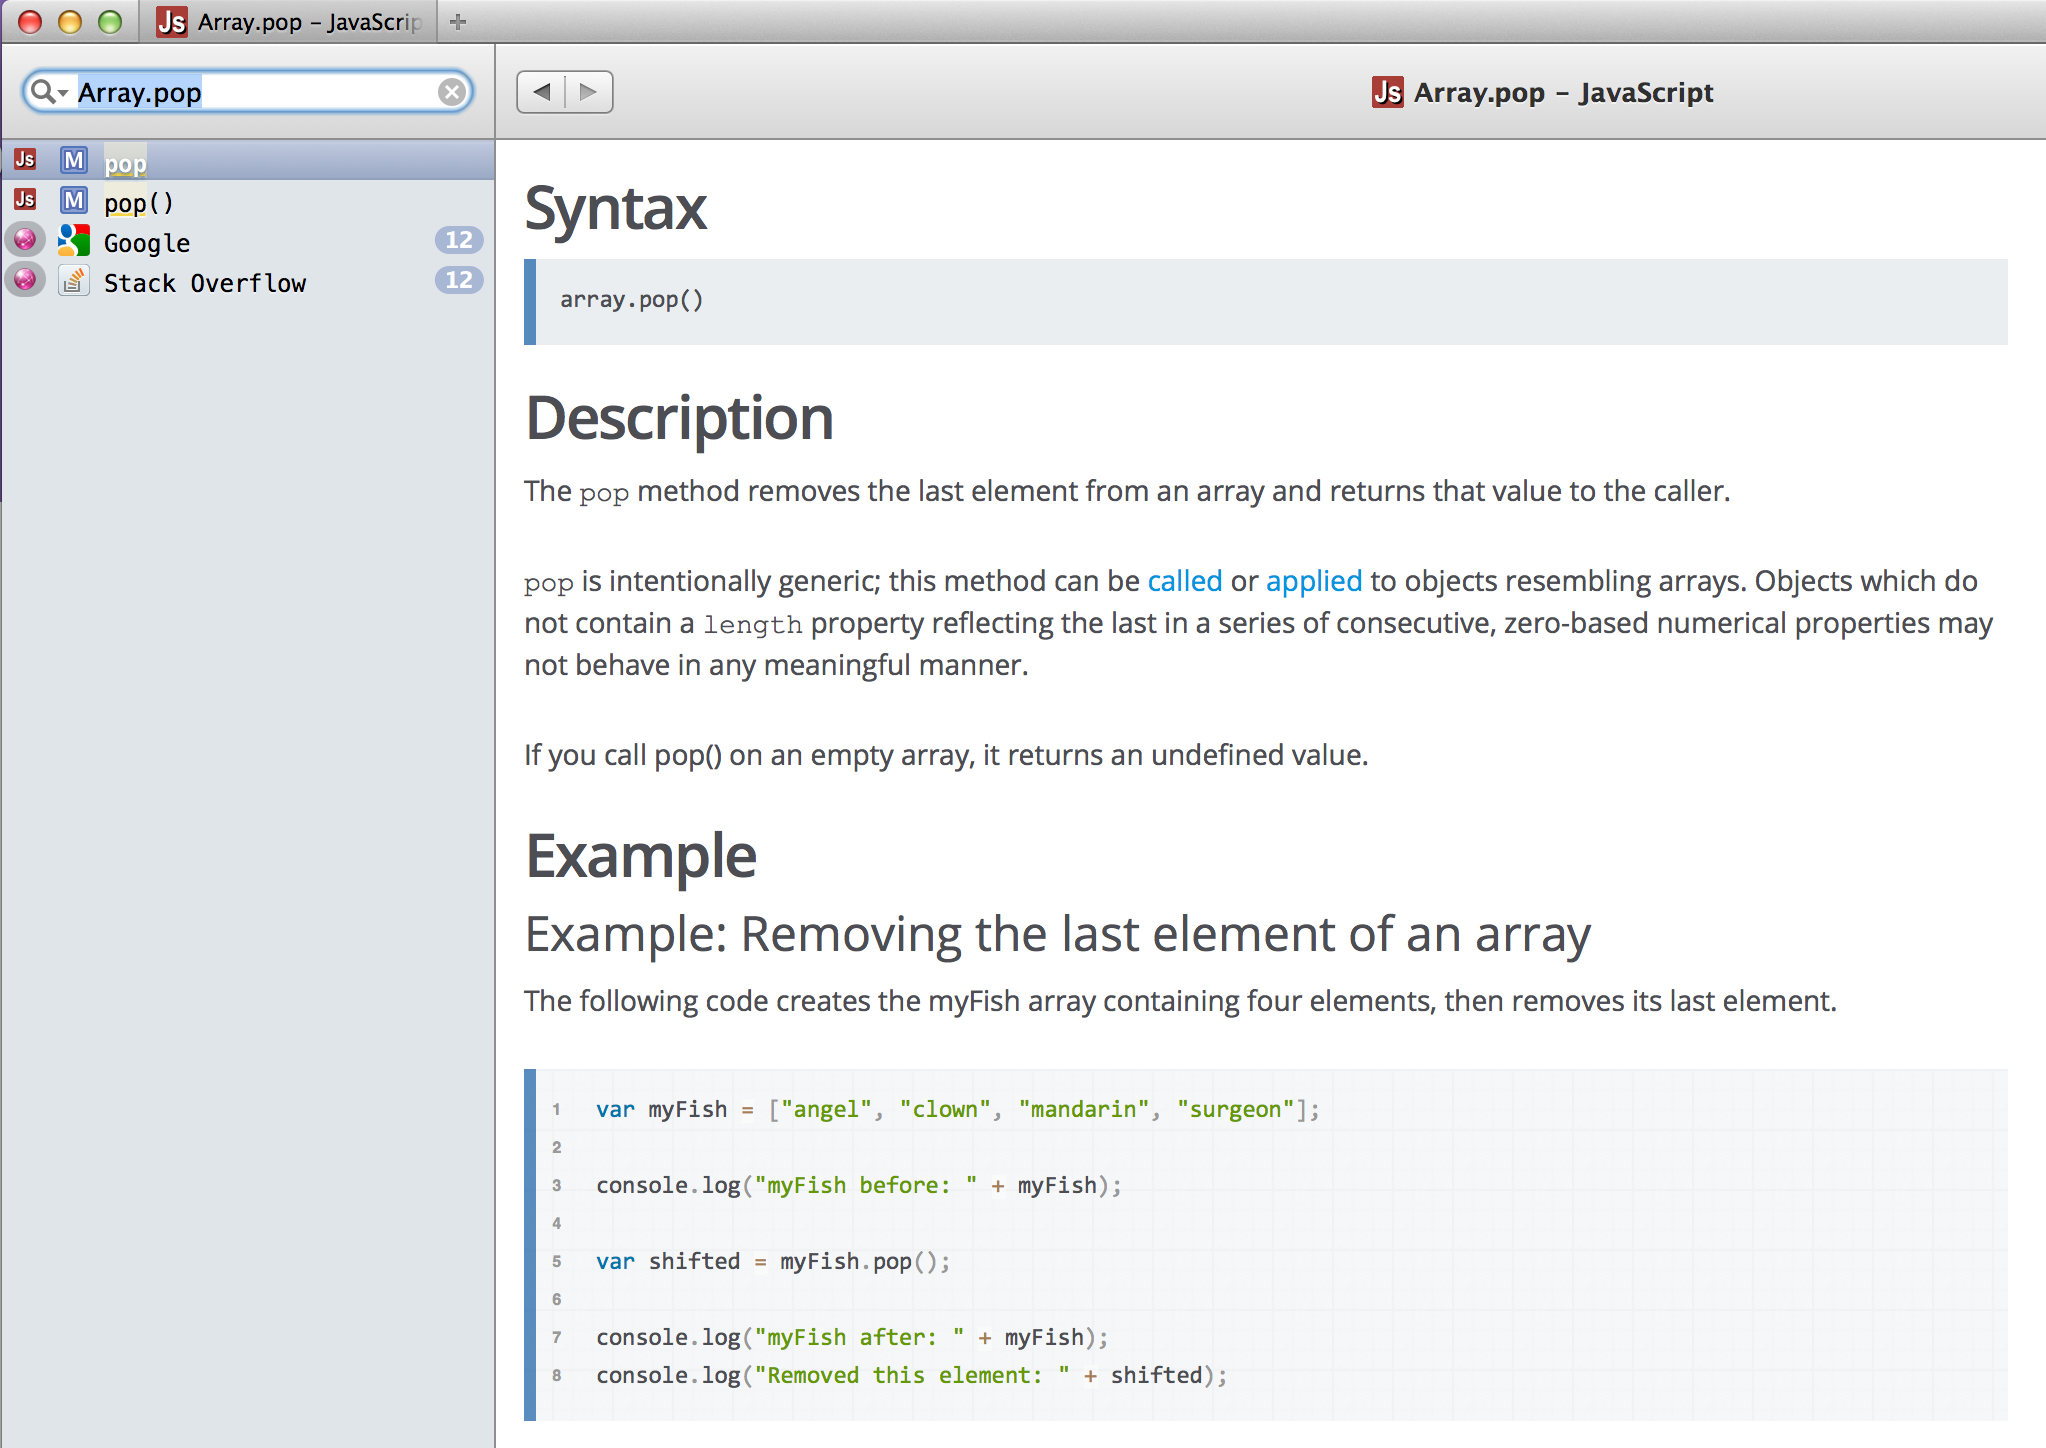 Js Array.pop – JavaScrip
Array.pop
Js Array.pop – JavaScript
Js M pop
Js M pop()
Google 12
Stack Overflow 12
Syntax
array.pop()
Description
The pop method removes the last element from an array and returns that value to the caller.
pop is intentionally generic; this method can be called or applied to objects resembling arrays. Objects which do
not contain a length property reflecting the last in a series of consecutive, zero-based numerical properties may
not behave in any meaningful manner.
If you call pop() on an empty array, it returns an undefined value.
Example
Example: Removing the last element of an array
The following code creates the myFish array containing four elements, then removes its last element.
1 var myFish = ["angel", "clown", "mandarin", "surgeon"];
2
3 console.log("myFish before: " + myFish);
4
5 var shifted = myFish.pop();
6
7 console.log("myFish after: " + myFish);
8 console.log("Removed this element: " + shifted);